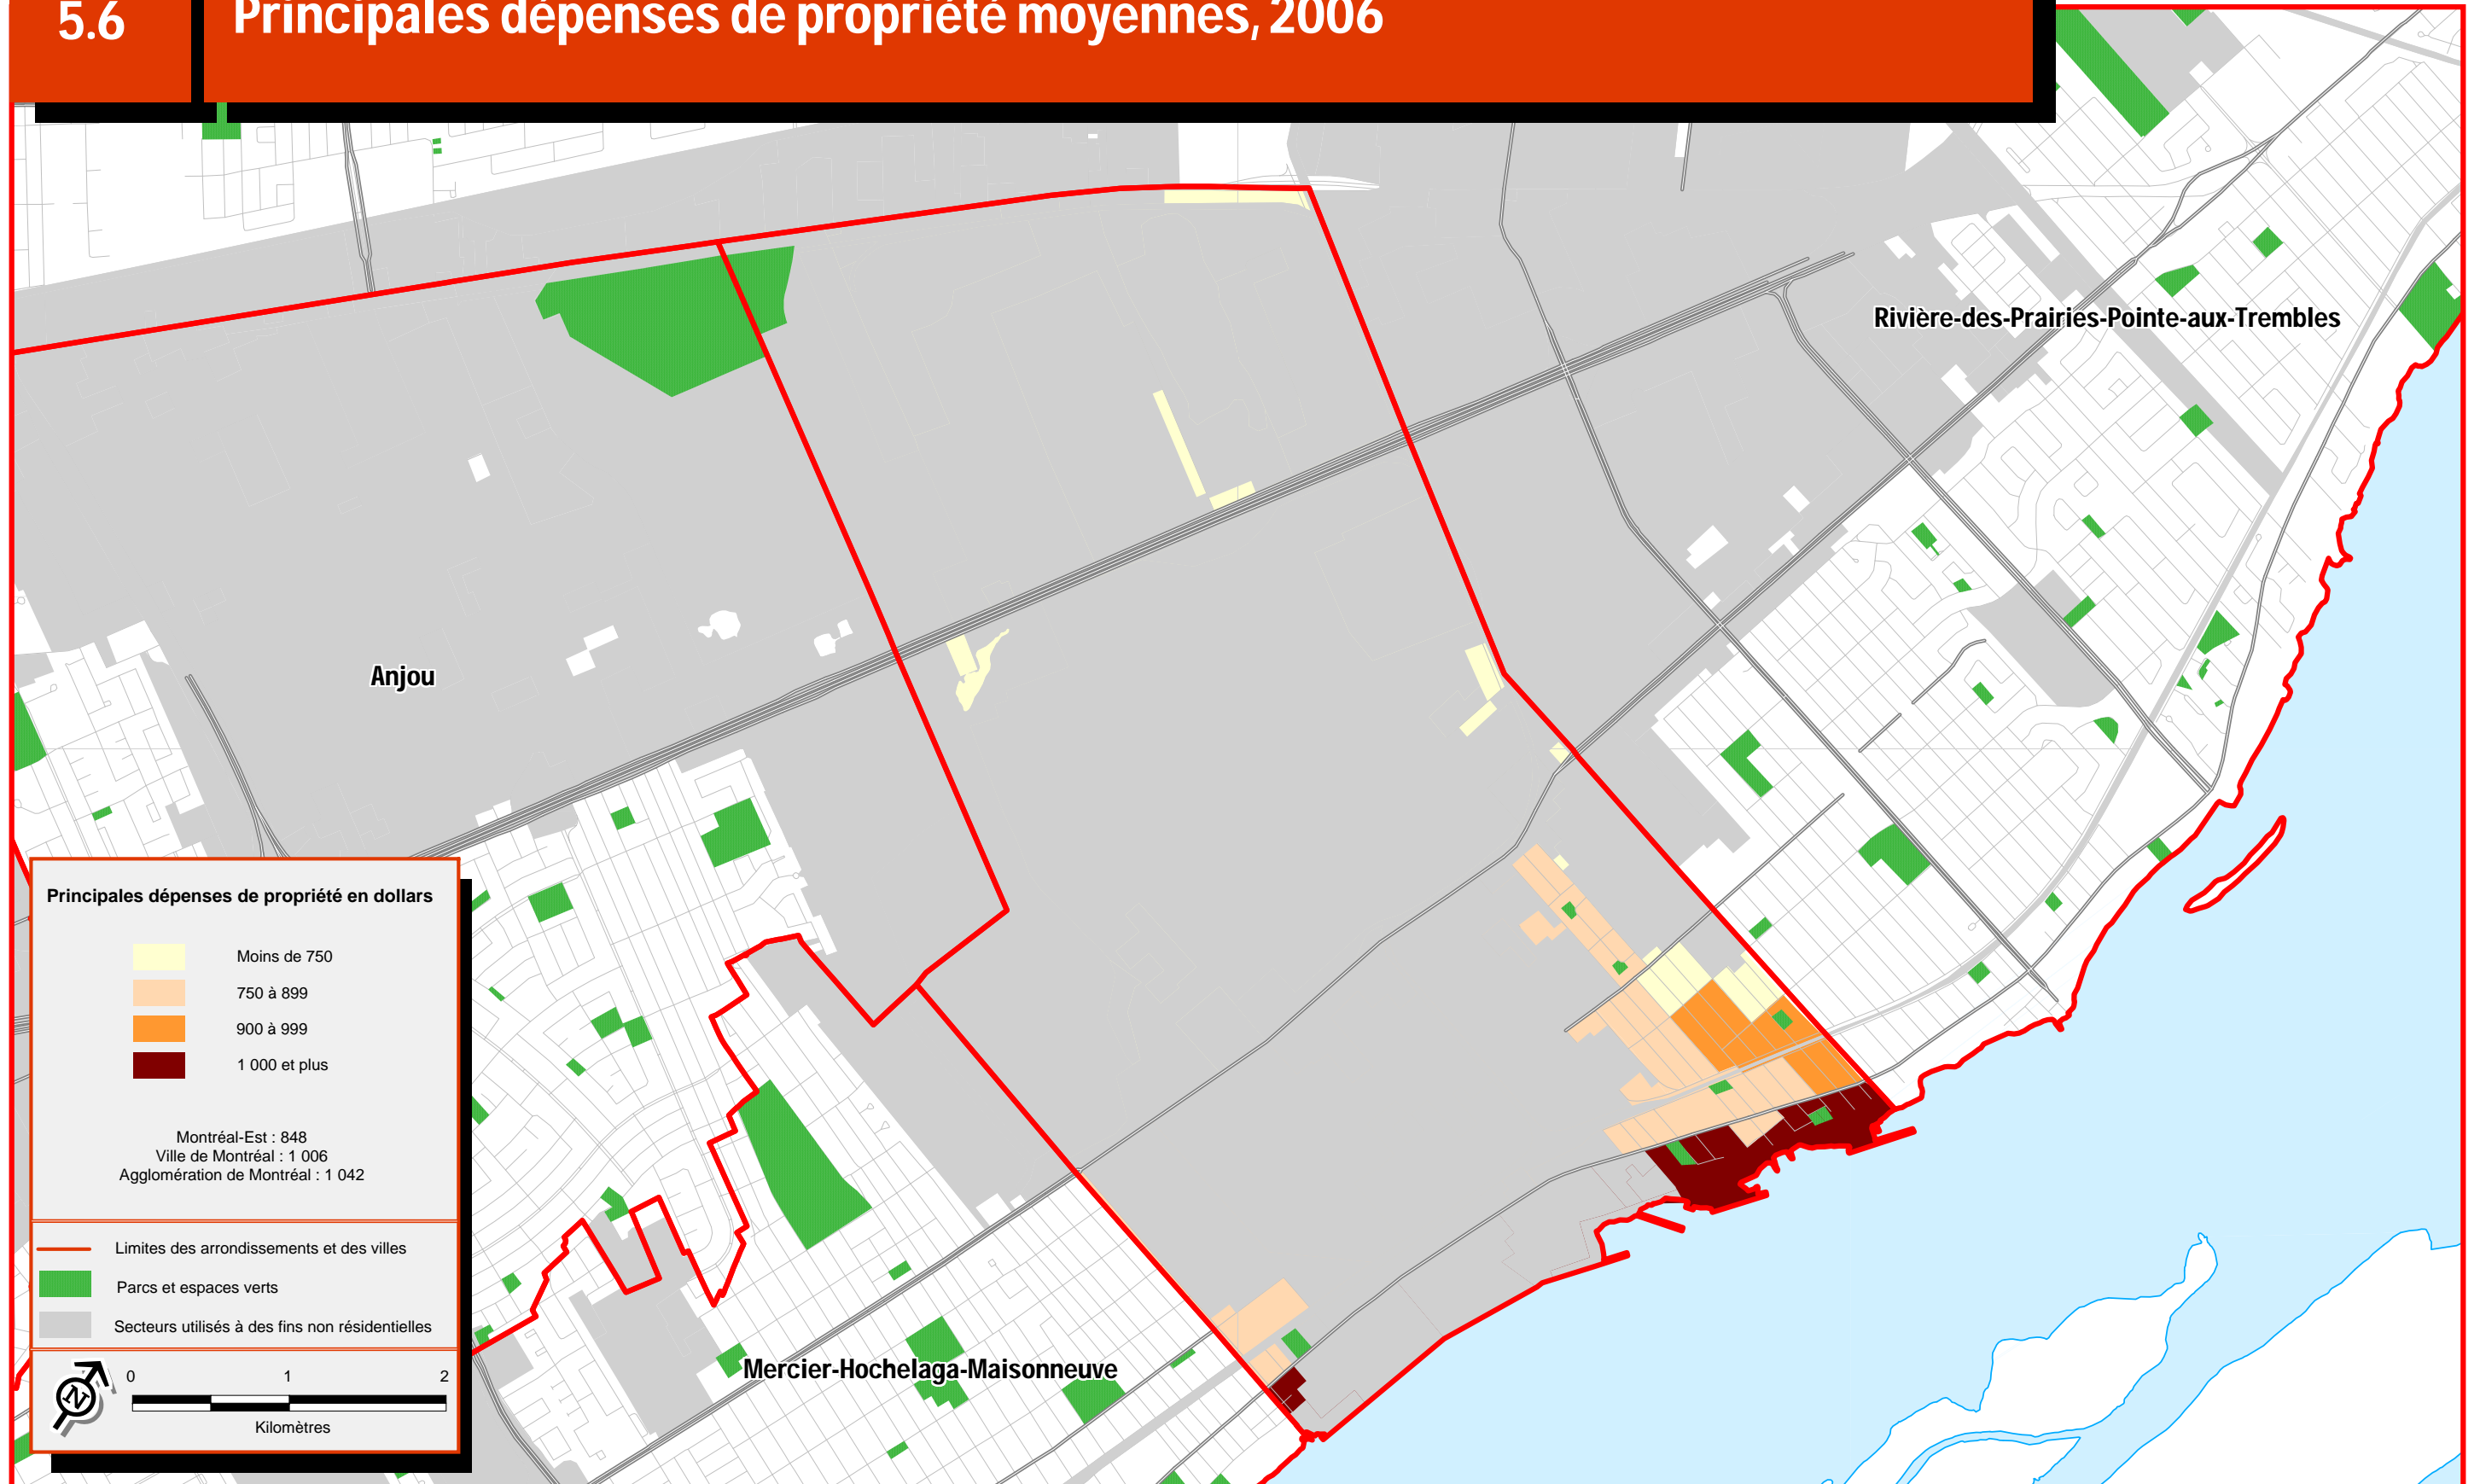 5.6
Principales dépenses de propriété moyennes, 2006
Rivière-des-Prairies-Pointe-aux-Trembles
Anjou
Mercier-Hochelaga-Maisonneuve
Principales dépenses de propriété en dollars
Moins de 750
750 à 899
900 à 999
1 000 et plus
Montréal-Est : 848
Ville de Montréal : 1 006
Agglomération de Montréal : 1 042
Limites des arrondissements et des villes
Parcs et espaces verts
Secteurs utilisés à des fins non résidentielles
N
0 1 2
Kilomètres